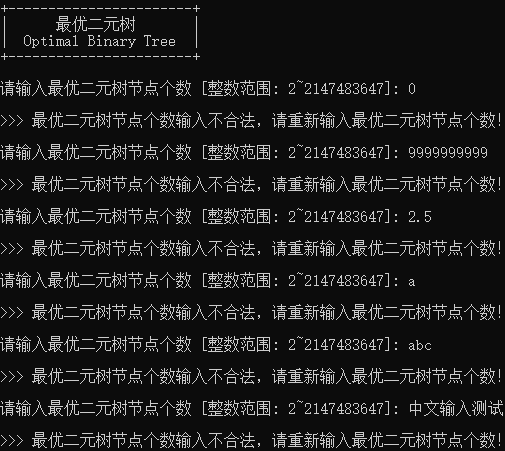 最优二元树
Optimal Binary Tree
请输入最优二元树节点个数 [整数范围: 2~2147483647]: 0
>>> 最优二元树节点个数输入不合法，请重新输入最优二元树节点个数!
请输入最优二元树节点个数 [整数范围: 2~2147483647]: 9999999999
>>> 最优二元树节点个数输入不合法，请重新输入最优二元树节点个数!
请输入最优二元树节点个数 [整数范围: 2~2147483647]: 2.5
>>> 最优二元树节点个数输入不合法，请重新输入最优二元树节点个数!
请输入最优二元树节点个数 [整数范围: 2~2147483647]: a
>>> 最优二元树节点个数输入不合法，请重新输入最优二元树节点个数!
请输入最优二元树节点个数 [整数范围: 2~2147483647]: abc
>>> 最优二元树节点个数输入不合法，请重新输入最优二元树节点个数!
请输入最优二元树节点个数 [整数范围: 2~2147483647]: 中文输入测试
>>> 最优二元树节点个数输入不合法，请重新输入最优二元树节点个数!